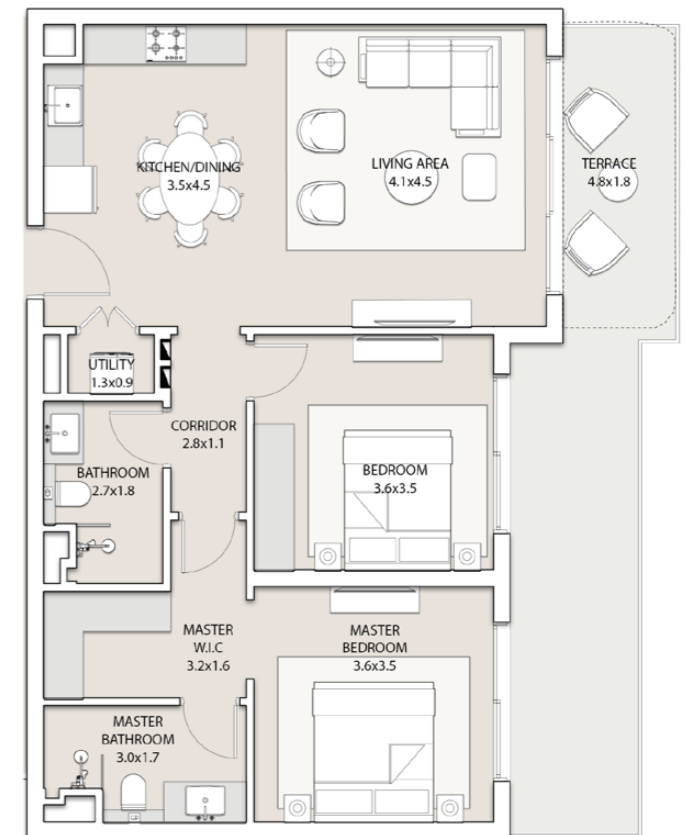 KITCHEN/DINING
3.5x4.5
LIVING AREA
4.1x4.5
TERRACE
4.8x1.8
UTILITY
1.3x0.9
CORRIDOR
2.8x1.1
BATHROOM
2.7x1.8
BEDROOM
3.6x3.5
MASTER
W.I.C
3.2x1.6
MASTER
BEDROOM
3.6x3.5
MASTER
BATHROOM
3.0x1.7